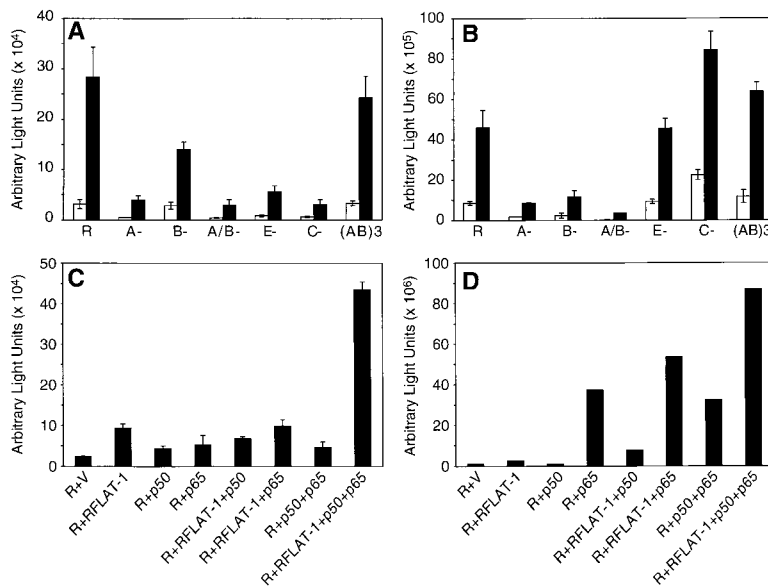 A
Arbitrary Light Units (x 10⁴)
40
30
20
10
0
R A- B- A/B- E- C- (AB)3
B
Arbitrary Light Units (x 10⁵)
100
80
60
40
20
0
R A- B- A/B- E- C- (AB)3
C
Arbitrary Light Units (x 10⁴)
50
40
30
20
10
0
R+V
R+RFLAT-1
R+p50
R+p65
R+RFLAT-1+p50
R+RFLAT-1+p65
R+p50+p65
R+RFLAT-1+p50+p65
D
Arbitrary Light Units (x 10⁶)
100
80
60
40
20
0
R+V
R+RFLAT-1
R+p50
R+p65
R+RFLAT-1+p50
R+RFLAT-1+p65
R+p50+p65
R+RFLAT-1+p50+p65